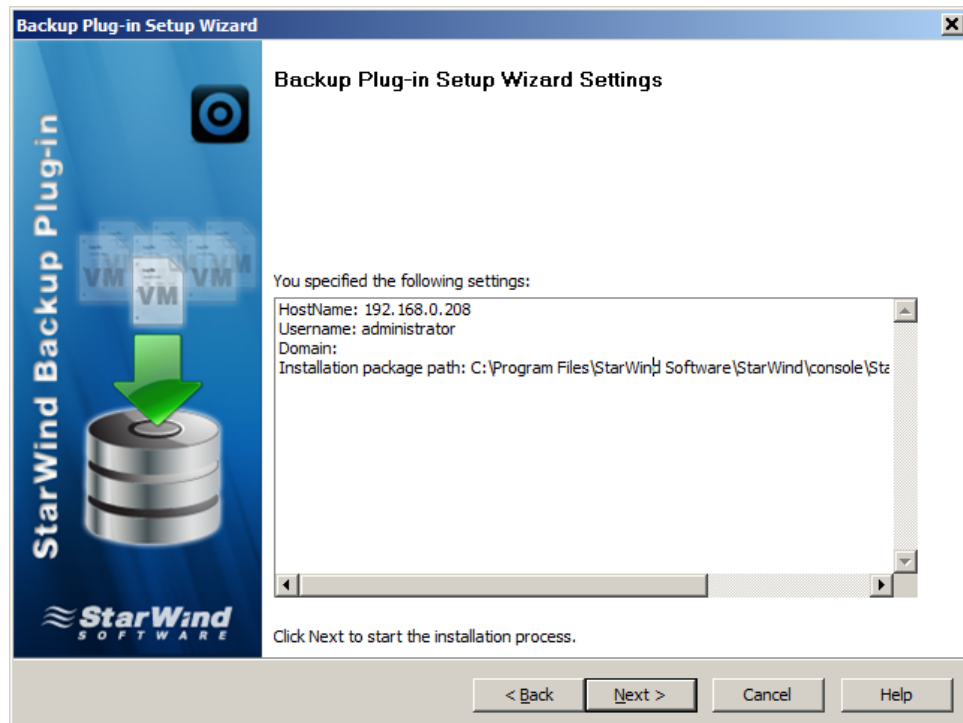 Backup Plug-in Setup Wizard
StarWind Backup Plug-in
VM
VM
VM
StarWind
SOFTWARE
Backup Plug-in Setup Wizard Settings
You specified the following settings:
HostName: 192.168.0.208
Username: administrator
Domain:
Installation package path: C:\Program Files\StarWind Software\StarWind\console\Sta
Click Next to start the installation process.
< Back
Next >
Cancel
Help